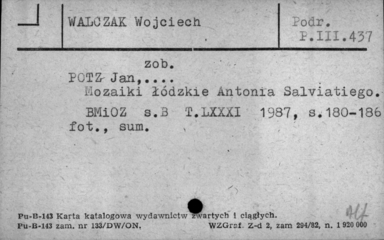 WALCZAK Wojciech
Podr.
P.III.437
zob.
POTZ Jan,....
Mozaiki łódzkie Antonia Salviatiego.
BMiOZ s.B T.LXXXI 1987, s.180-186
fot., sum.
Pu-B-143 Karta katalogowa wydawnictw zwartych i ciągłych.
Pu-B-143 zam. nr 133/DW/ON. WZGraf. Z-d 2, zam 294/82, n. 1 920 000